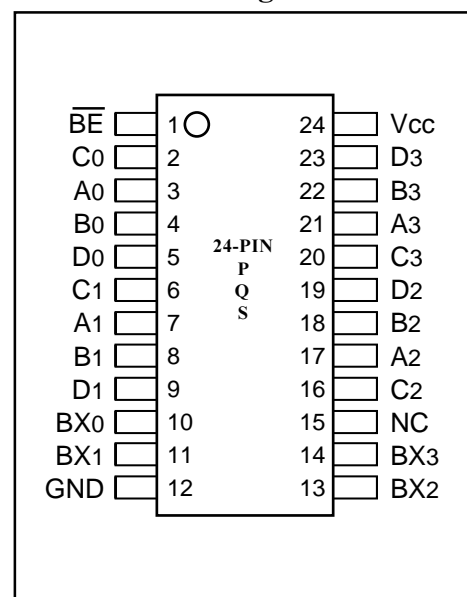 B̅E̅ 1 24 Vcc
C0 2 23 D3
A0 3 22 B3
B0 4 21 A3
D0 5 20 C3
C1 6 19 D2
A1 7 18 B2
B1 8 17 A2
D1 9 16 C2
BX0 10 15 NC
BX1 11 14 BX3
GND 12 13 BX2
24-PIN
P
Q
S